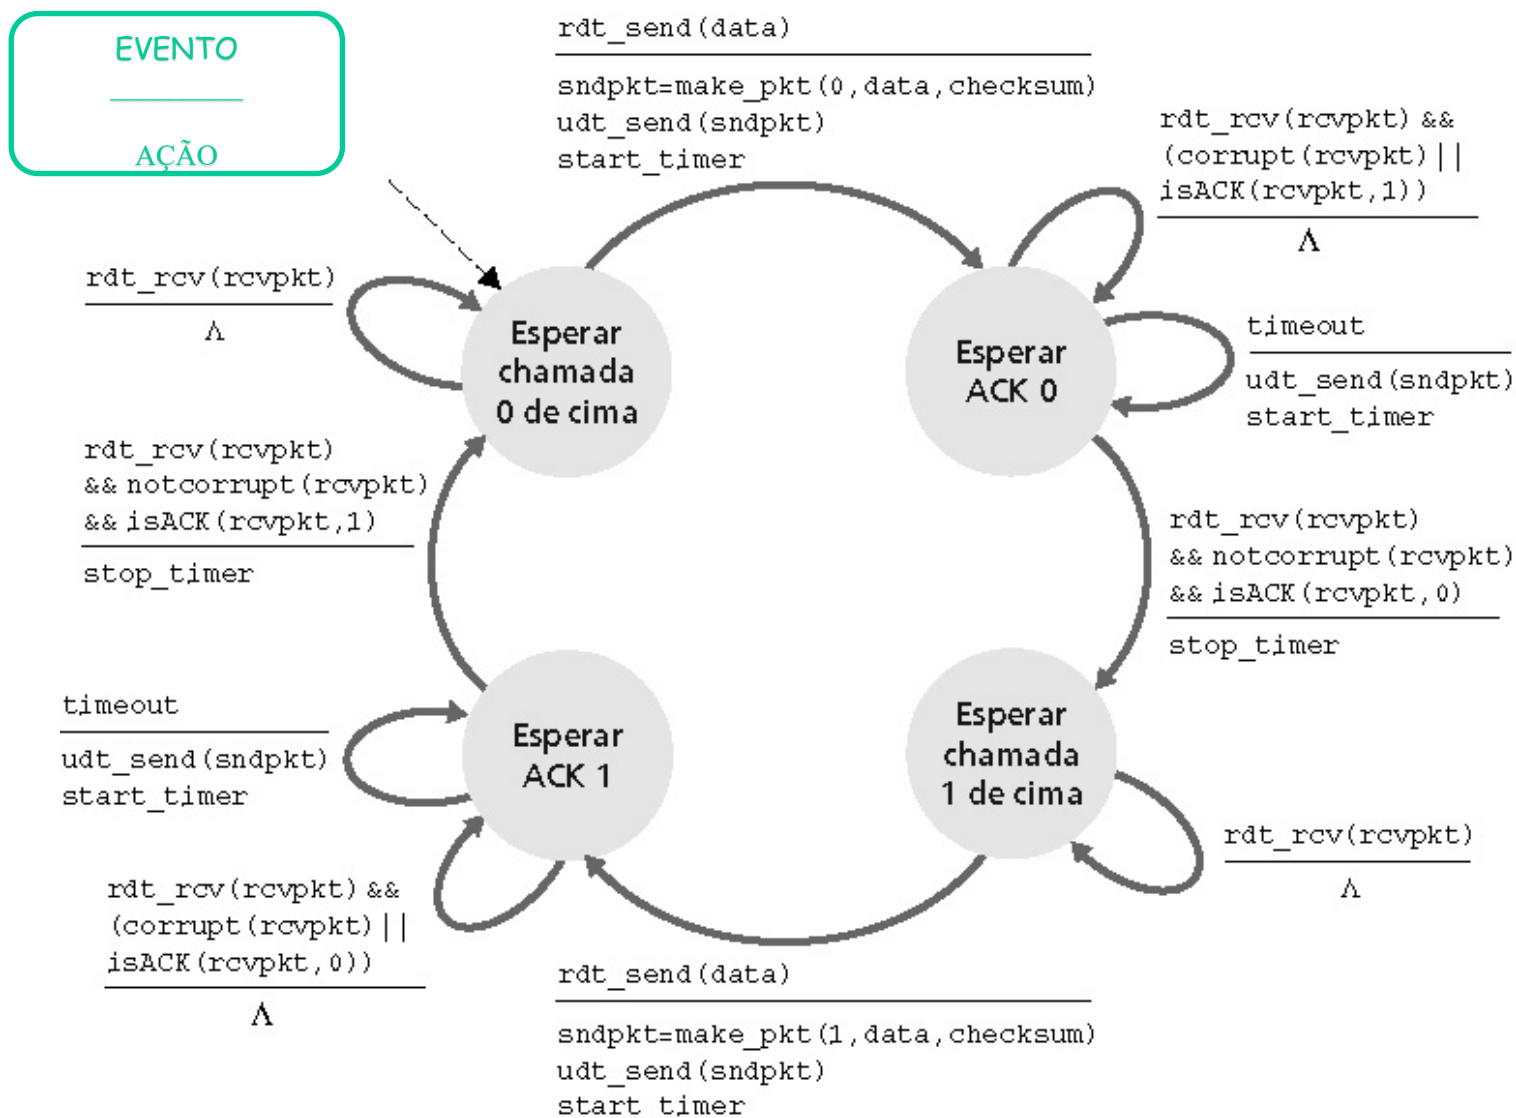 EVENTO
AÇÃO
rdt_send(data)
sndpkt=make_pkt(0,data,checksum)
udt_send(sndpkt)
start_timer
rdt_rcv(rcvpkt) &&
(corrupt(rcvpkt)||
isACK(rcvpkt,1))
Λ
rdt_rcv(rcvpkt)
Λ
Esperar
chamada
0 de cima
Esperar
ACK 0
timeout
udt_send(sndpkt)
start_timer
rdt_rcv(rcvpkt)
&& notcorrupt(rcvpkt)
&& isACK(rcvpkt,1)
stop_timer
rdt_rcv(rcvpkt)
&& notcorrupt(rcvpkt)
&& isACK(rcvpkt,0)
stop_timer
timeout
udt_send(sndpkt)
start_timer
Esperar
ACK 1
Esperar
chamada
1 de cima
rdt_rcv(rcvpkt)
Λ
rdt_rcv(rcvpkt) &&
(corrupt(rcvpkt)||
isACK(rcvpkt,0))
Λ
rdt_send(data)
sndpkt=make_pkt(1,data,checksum)
udt_send(sndpkt)
start_timer